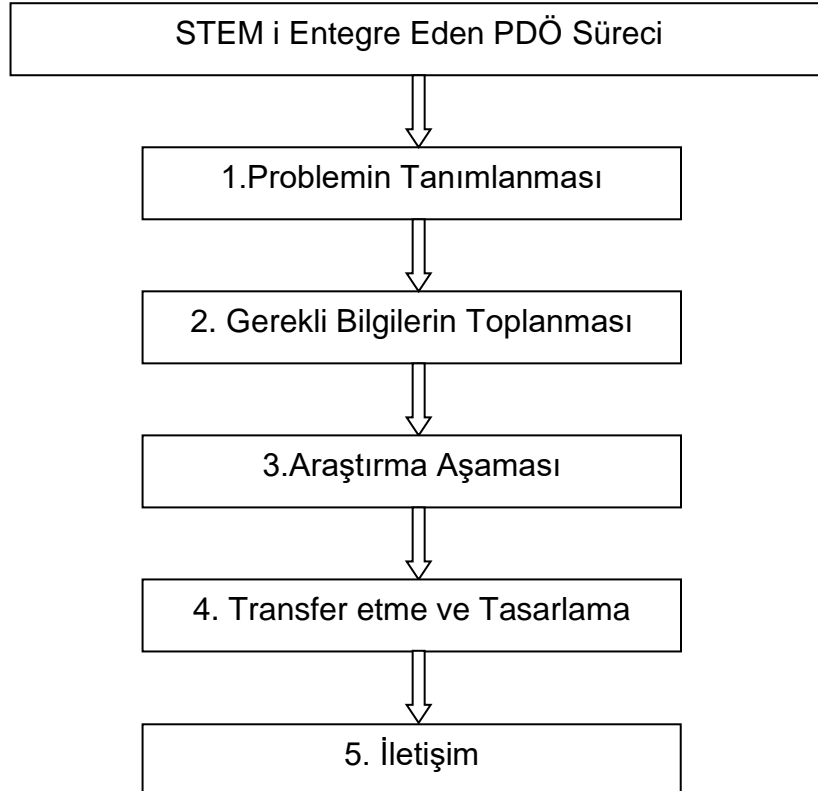 STEM i Entegre Eden PDÖ Süreci
1.Problemin Tanımlanması
2. Gerekli Bilgilerin Toplanması
3.Araştırma Aşaması
4. Transfer etme ve Tasarlama
5. İletişim